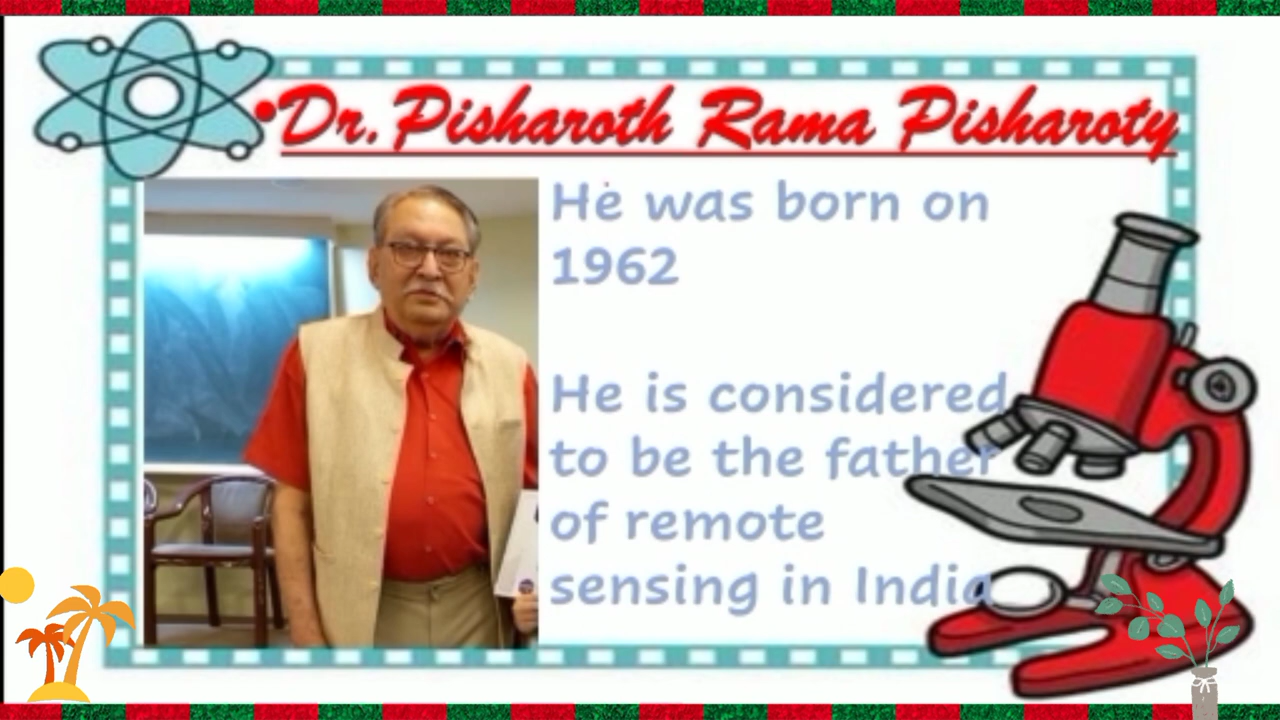 •Dr. Pisharoth Rama Pisharoty
He was born on
1962
He is considered
to be the father
of remote
sensing in India